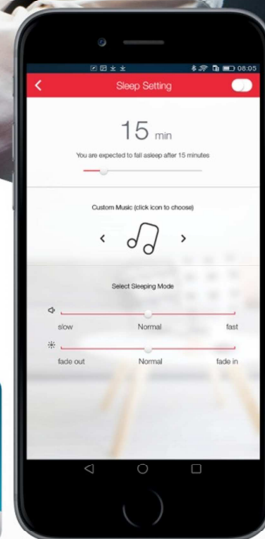 08:05
Sleep Setting
15 min
You are expected to fall asleep after 15 minutes
Custom Music (click icon to choose)
Select Sleeping Mode
slow Normal fast
fade out Normal fade in